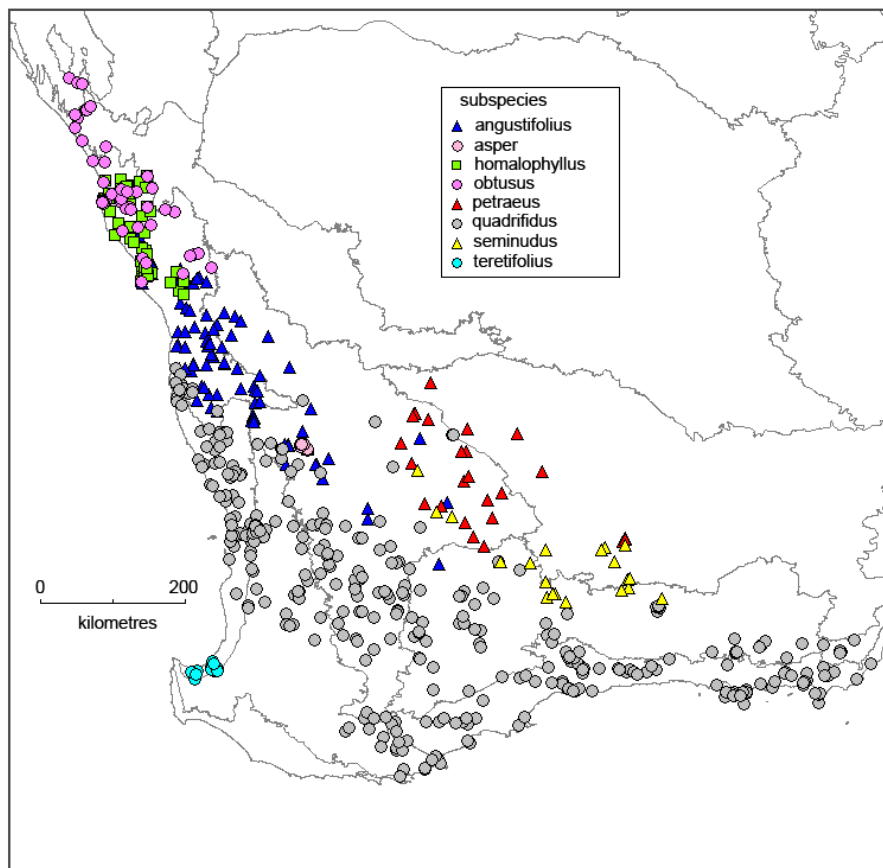 subspecies
angustifolius
asper
homalophyllus
obtusus
petraeus
quadrifidus
seminudus
teretifolius
0 200
kilometres